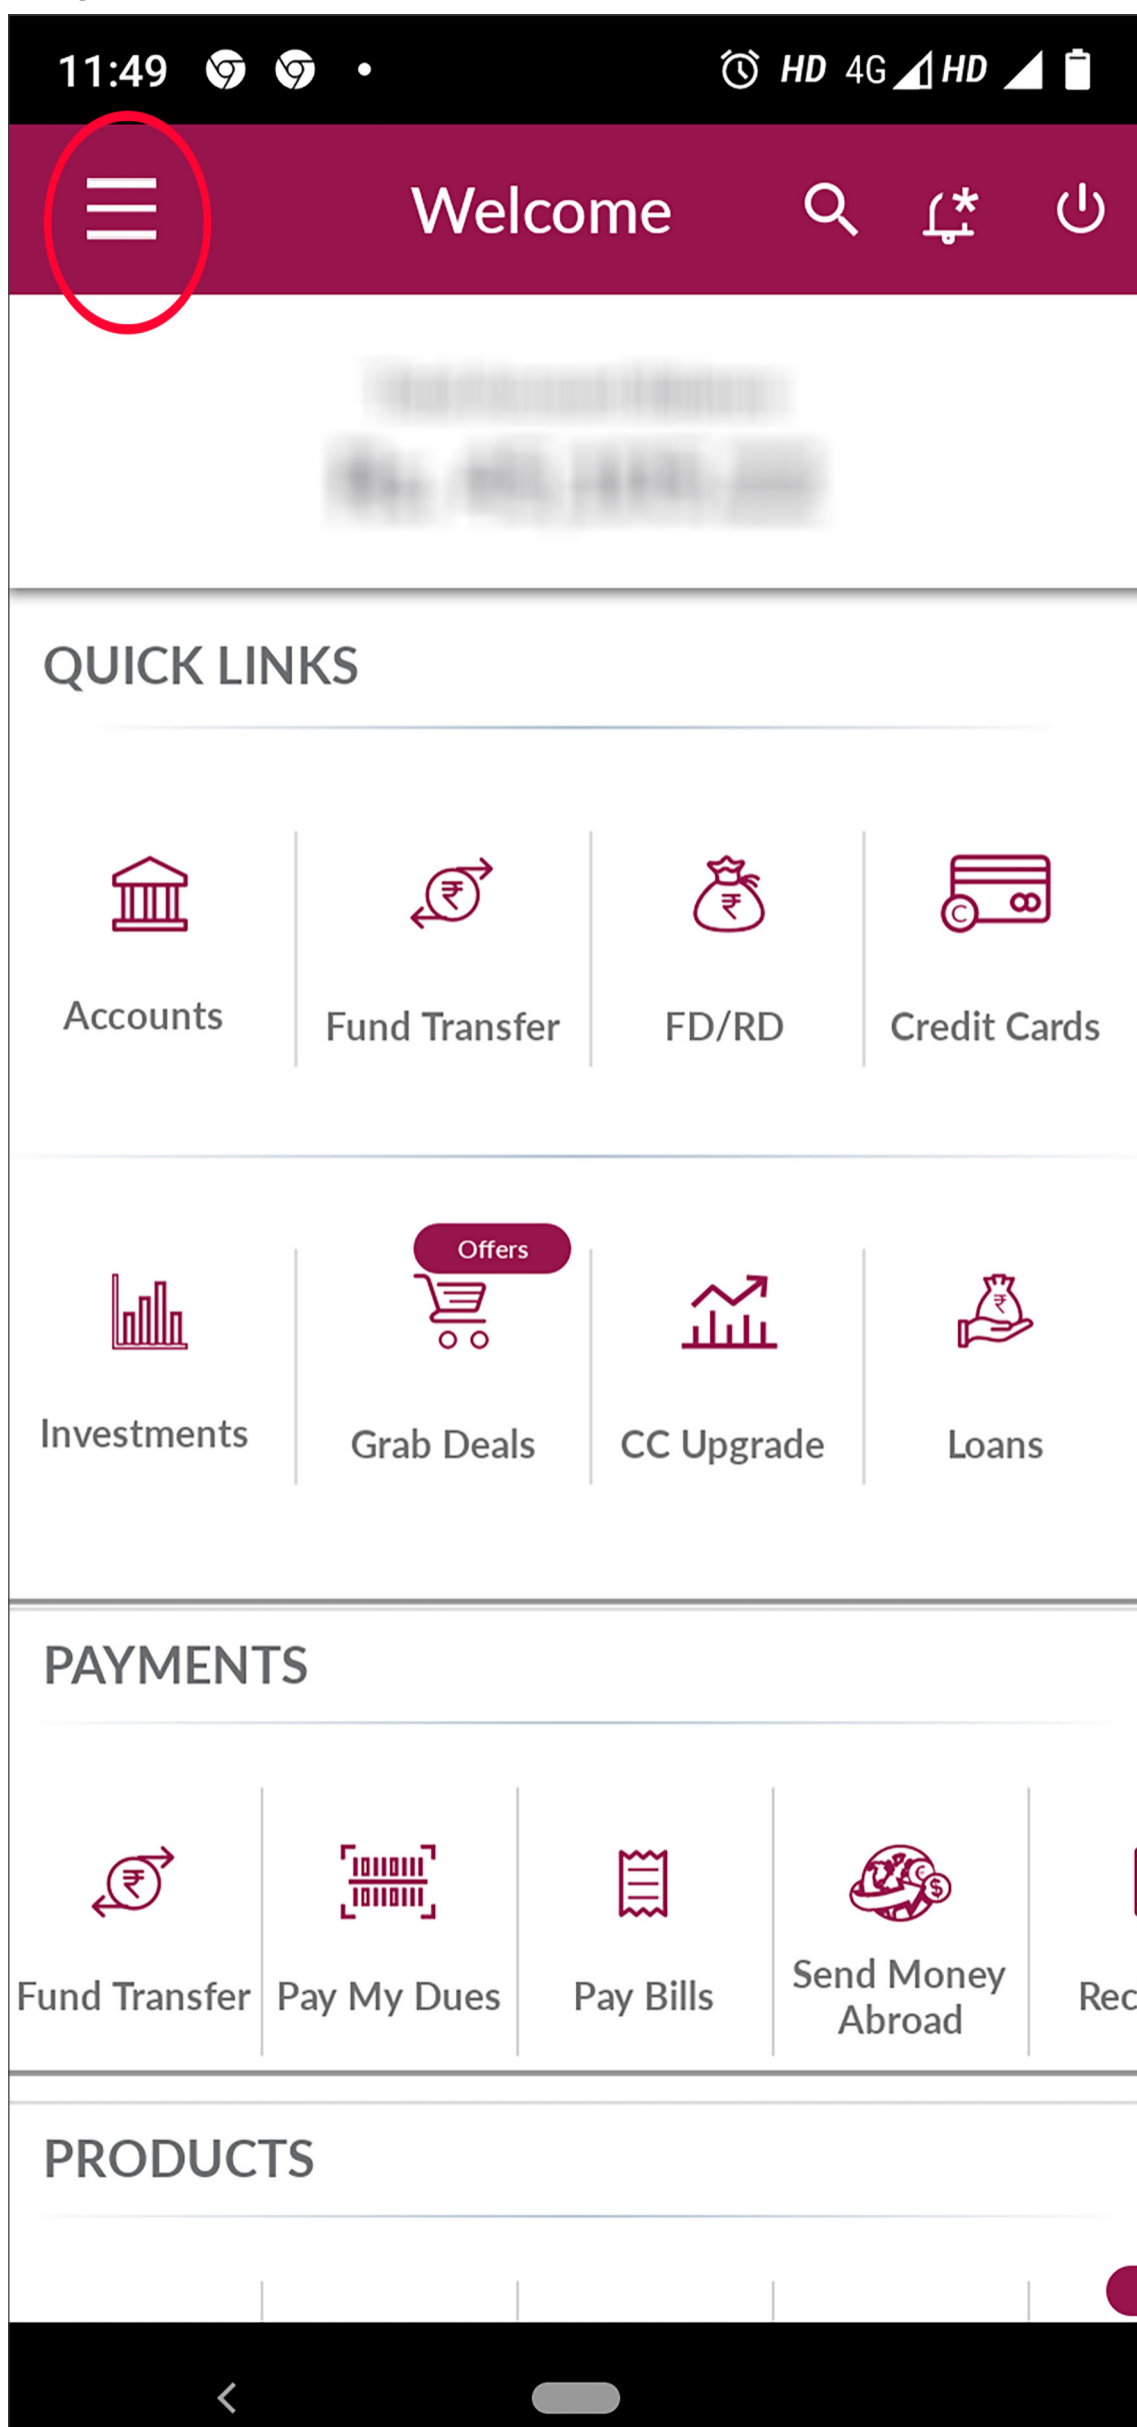 11:49 HD 4G HD
Welcome
QUICK LINKS
Accounts Fund Transfer FD/RD Credit Cards
Offers
Investments Grab Deals CC Upgrade Loans
PAYMENTS
Fund Transfer Pay My Dues Pay Bills Send Money Abroad Rec
PRODUCTS